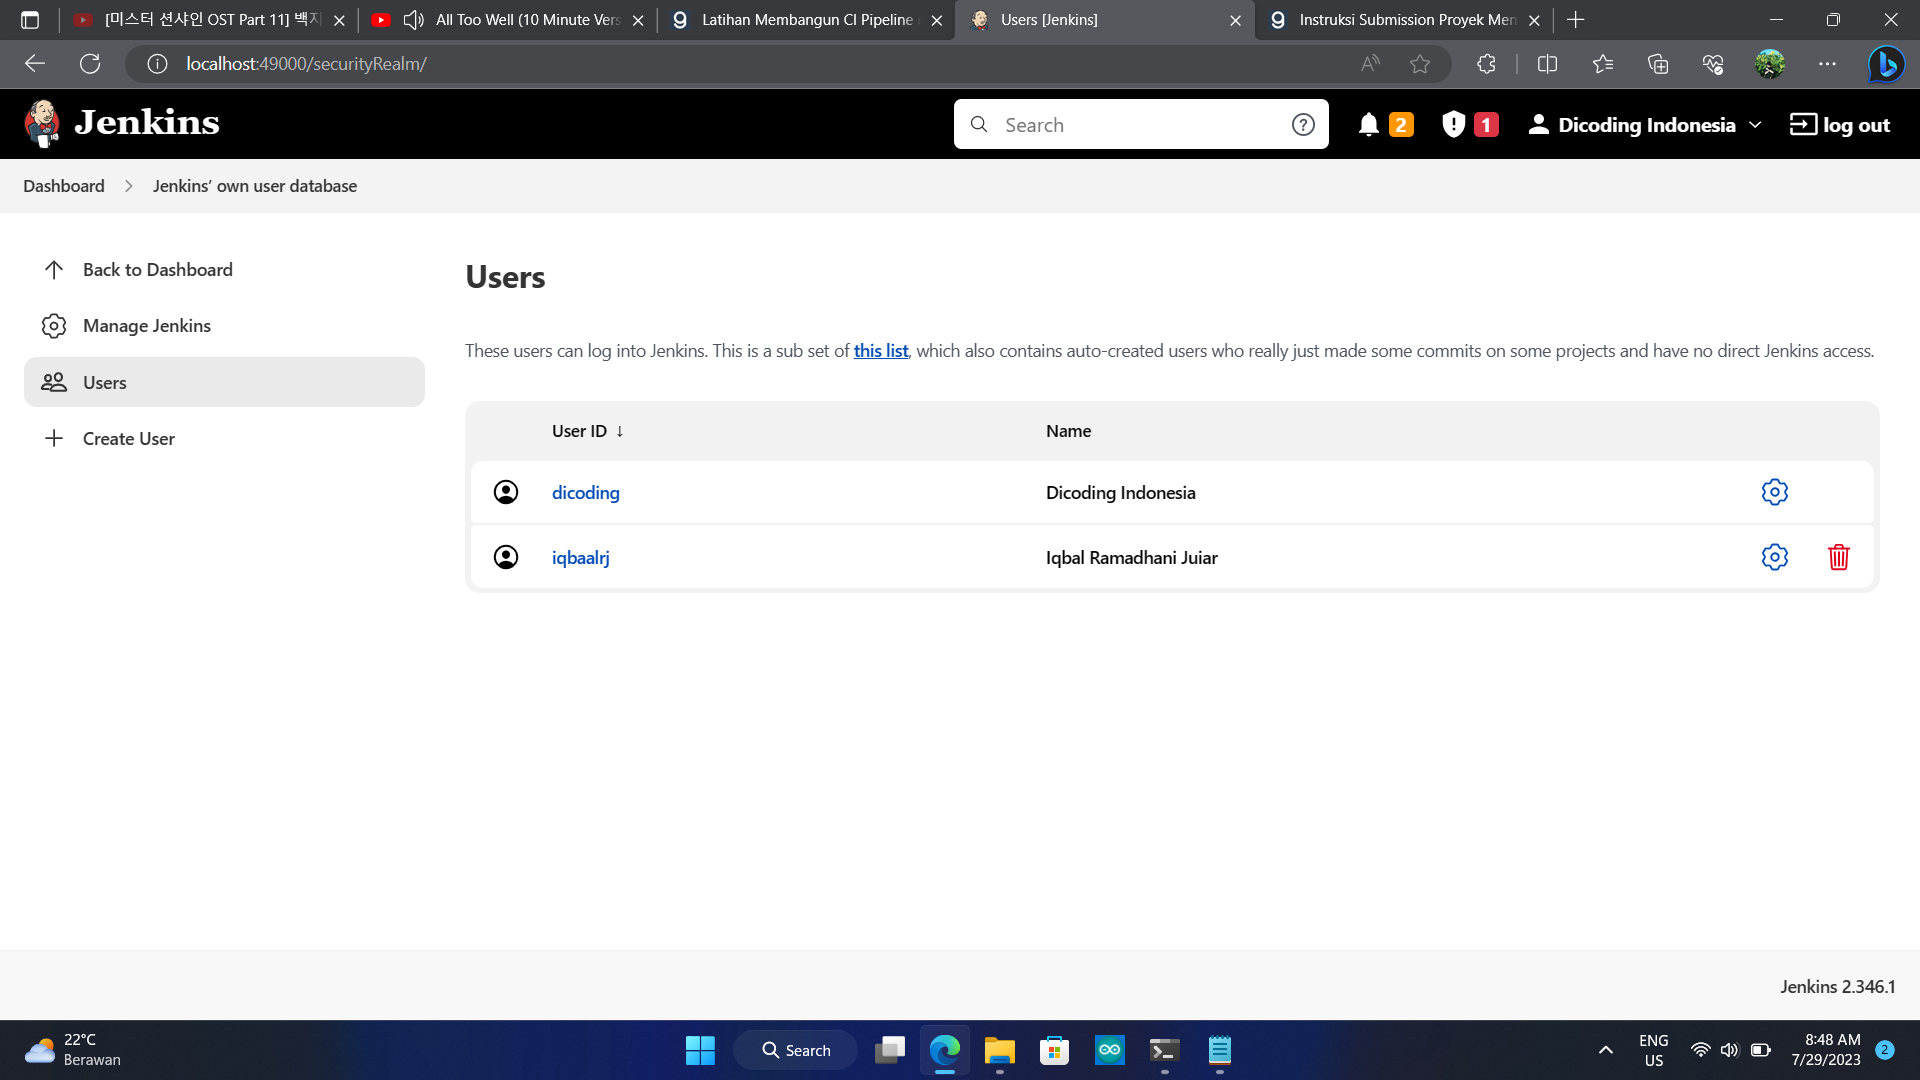 [미스터 션샤인 OST Part 11] 백지
All Too Well (10 Minute Vers
Latihan Membangun CI Pipeline
Users [Jenkins]
Instruksi Submission Proyek Mem
localhost:49000/securityRealm/
Jenkins
Search
2
1
Dicoding Indonesia
log out
Dashboard
Jenkins' own user database
Back to Dashboard
Manage Jenkins
Users
Create User
Users
These users can log into Jenkins. This is a sub set of this list, which also contains auto-created users who really just made some commits on some projects and have no direct Jenkins access.
User ID ↓ Name
dicoding Dicoding Indonesia
iqbaalrj Iqbal Ramadhani Juiar
Jenkins 2.346.1
22°C
Berawan
Search
ENG
US
8:48 AM
7/29/2023
2